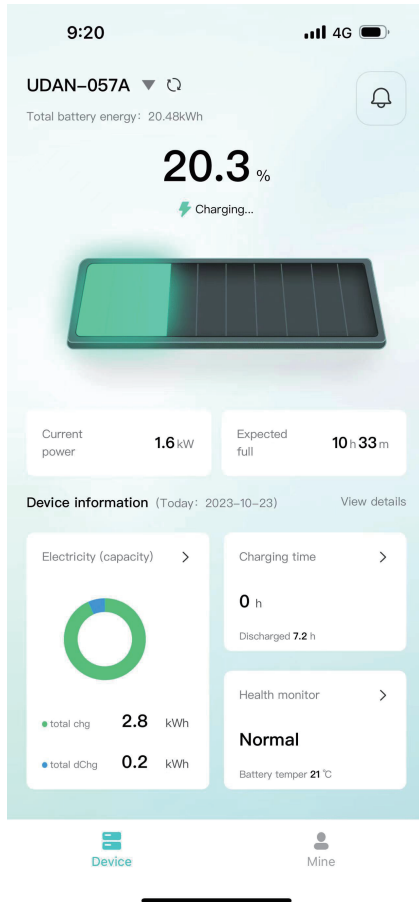 9:20
4G
UDAN-057A
Total battery energy: 20.48kWh
20.3 %
Charging...
Current power
1.6 kW
Expected full
10 h 33 m
Device information (Today: 2023-10-23)
View details
Electricity (capacity)
total chg 2.8 kWh
total dChg 0.2 kWh
Charging time
0 h
Discharged 7.2 h
Health monitor
Normal
Battery temper 21 ℃
Device
Mine